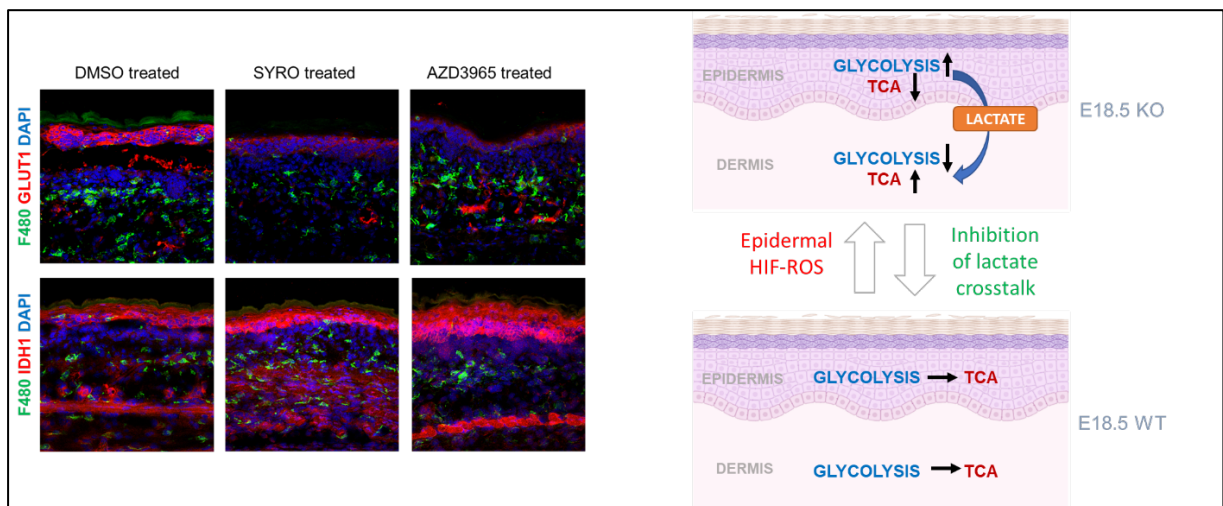 DMSO treated
SYRO treated
AZD3965 treated
F480 GLUT1 DAPI
F480 IDH1 DAPI
EPIDERMIS
GLYCOLYSIS
TCA
LACTATE
E18.5 KO
DERMIS
GLYCOLYSIS
TCA
Epidermal
HIF-ROS
Inhibition
of lactate
crosstalk
EPIDERMIS
GLYCOLYSIS
TCA
E18.5 WT
DERMIS
GLYCOLYSIS
TCA